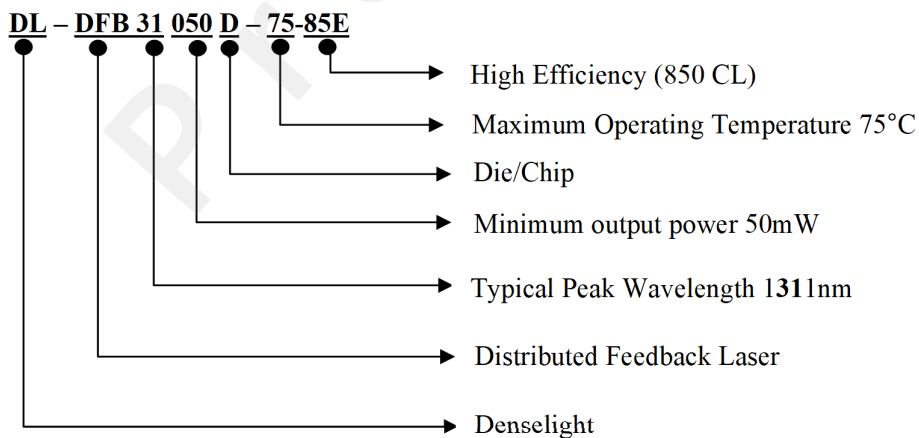 DL – DFB 31 050 D – 75-85E
High Efficiency (850 CL)
Maximum Operating Temperature 75°C
Die/Chip
Minimum output power 50mW
Typical Peak Wavelength 1311nm
Distributed Feedback Laser
Denselight